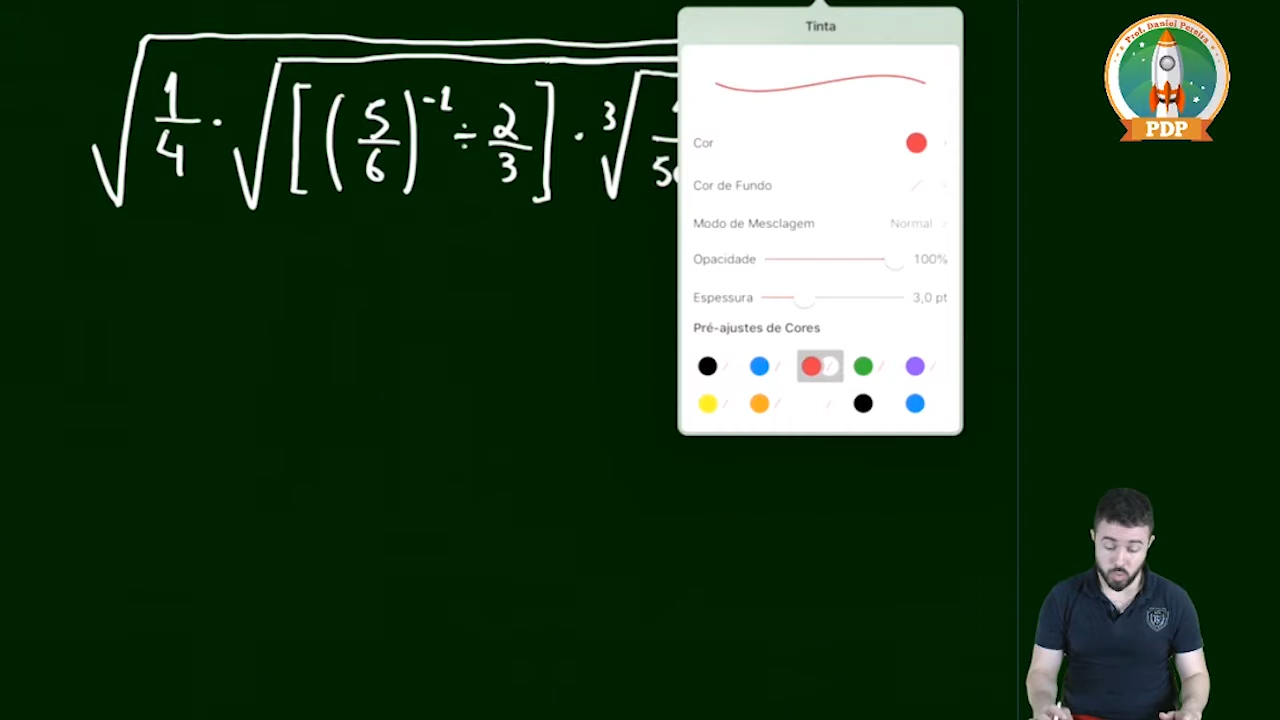 Tinta
Prof. Daniel Pereira
PDP
√(1/4 · √([(5/6)^-1 ÷ 2/3] · ³√
Cor
Cor de Fundo
Modo de Mesclagem Normal
Opacidade 100%
Espessura 3,0 pt
Pré-ajustes de Cores